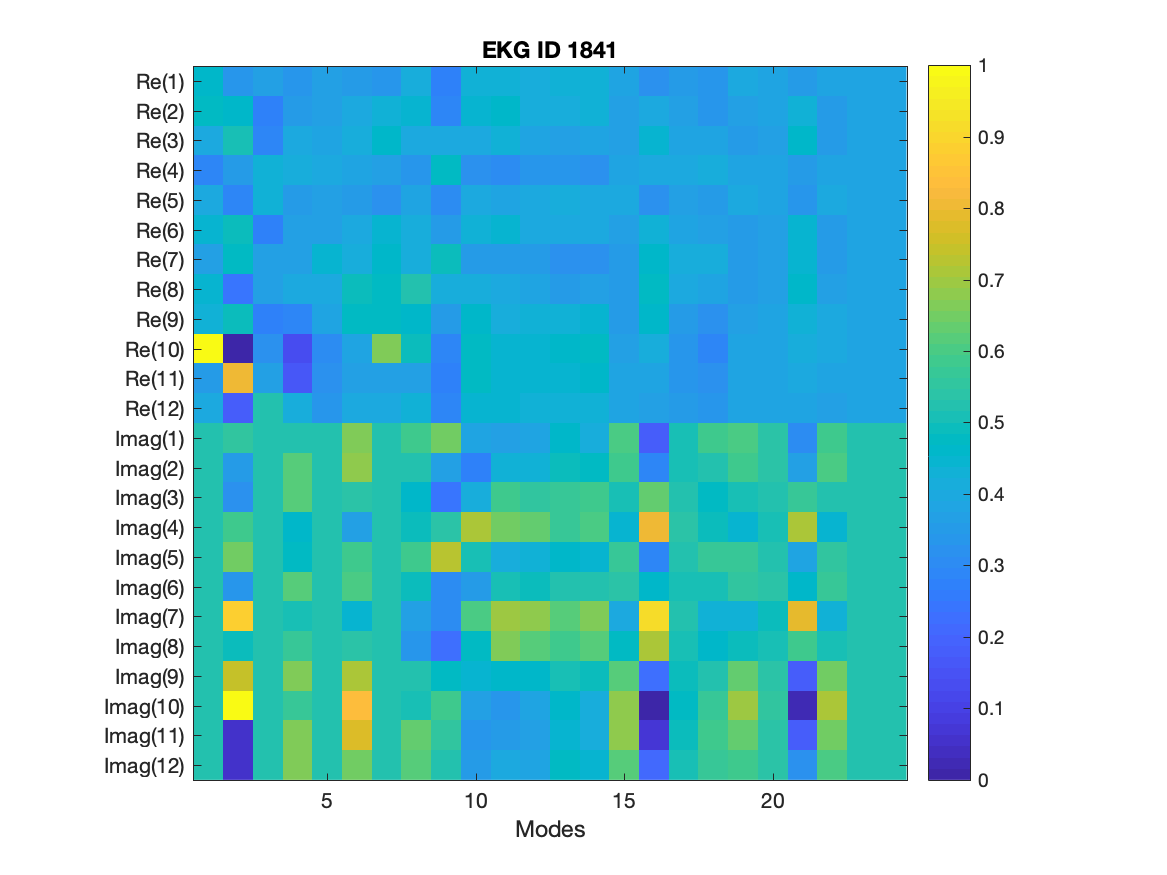 EKG ID 1841
Re(1)
Re(2)
Re(3)
Re(4)
Re(5)
Re(6)
Re(7)
Re(8)
Re(9)
Re(10)
Re(11)
Re(12)
Imag(1)
Imag(2)
Imag(3)
Imag(4)
Imag(5)
Imag(6)
Imag(7)
Imag(8)
Imag(9)
Imag(10)
Imag(11)
Imag(12)
5 10 15 20
Modes
1
0.9
0.8
0.7
0.6
0.5
0.4
0.3
0.2
0.1
0